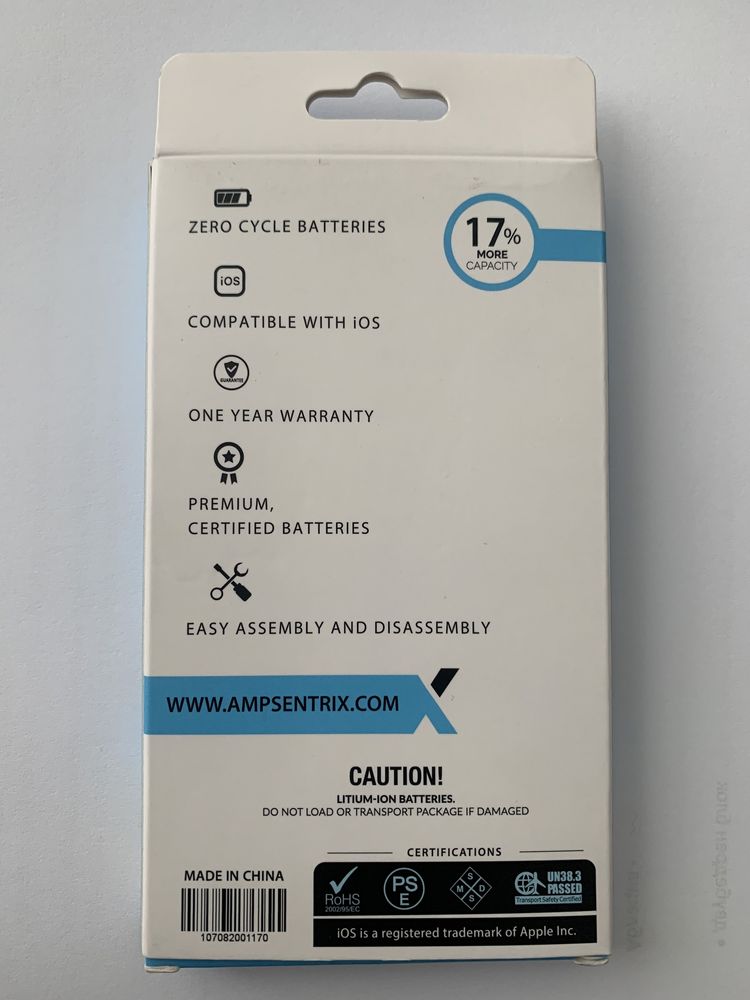 ZERO CYCLE BATTERIES
17%
MORE
CAPACITY
iOS
COMPATIBLE WITH iOS
GUARANTEE
ONE YEAR WARRANTY
PREMIUM,
CERTIFIED BATTERIES
EASY ASSEMBLY AND DISASSEMBLY
WWW.AMPSENTRIX.COM
CAUTION!
LITIUM-ION BATTERIES.
DO NOT LOAD OR TRANSPORT PACKAGE IF DAMAGED
CERTIFICATIONS
MADE IN CHINA
107082001170
RoHS
2002/95/EC
PS
E
S
M D
S
UN38.3
PASSED
Transport Safety Certified
iOS is a registered trademark of Apple Inc.